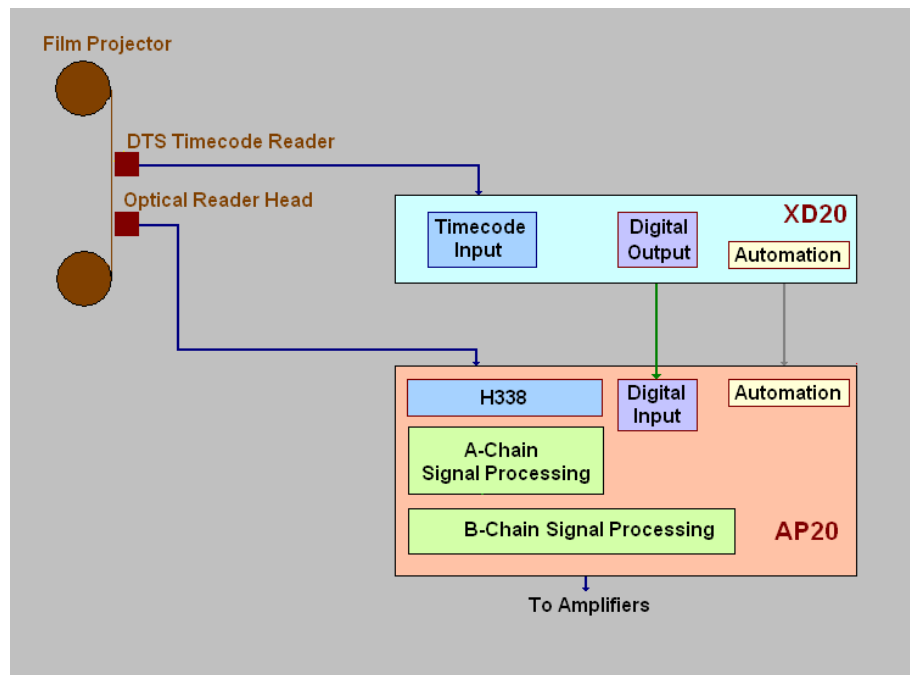 Film Projector
DTS Timecode Reader
Optical Reader Head
XD20
Timecode
Input
Digital
Output
Automation
H338
Digital
Input
Automation
A-Chain
Signal Processing
B-Chain Signal Processing
AP20
To Amplifiers